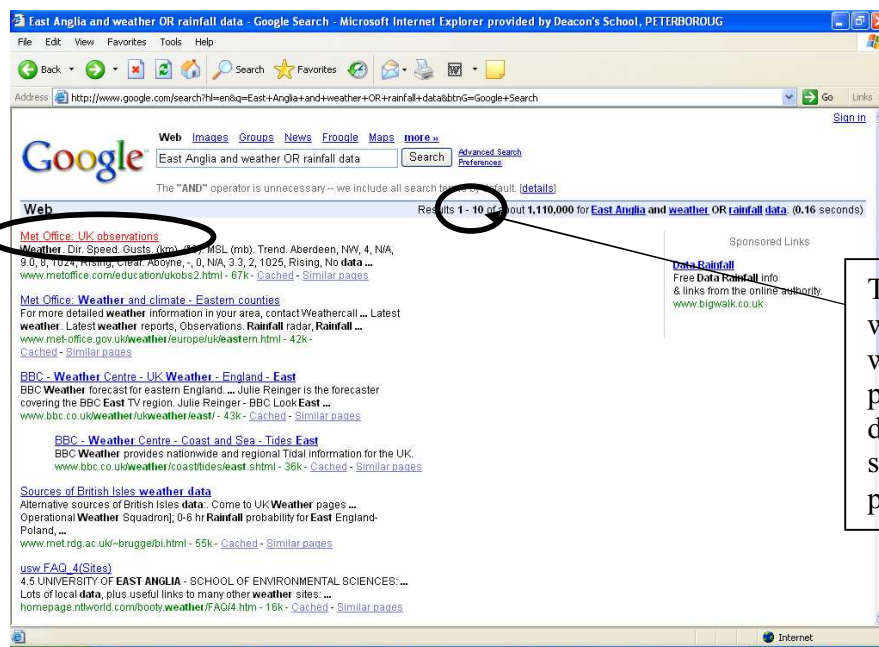 East Anglia and weather OR rainfall data - Google Search - Microsoft Internet Explorer provided by Deacon's School, PETERBOROUG
File Edit View Favorites Tools Help
Back Search Favorites
Address http://www.google.com/search?hl=en&q=East+Anglia+and+weather+OR+rainfall+data&btnG=Google+Search Go Links
Sign in
Web Images Groups News Froogle Maps more »
Google East Anglia and weather OR rainfall data Search Advanced Search
Preferences
The "AND" operator is unnecessary -- we include all search terms by default. [details]
Web Results 1 - 10 of about 1,110,000 for East Anglia and weather OR rainfall data. (0.16 seconds)
Met Office: UK observations
Weather. Dir. Speed. Gusts. (km). MSL (mb). Trend. Aberdeen, NW, 4, N/A,
9.0, 8, 1024, Rising, Clear. Aboyne, -, 0, N/A, 3.3, 2, 1025, Rising, No data ...
www.metoffice.com/education/ukobs2.html - 67k - Cached - Similar pages
Met Office: Weather and climate - Eastern counties
For more detailed weather information in your area, contact Weathercall ... Latest
weather. Latest weather reports, Observations. Rainfall radar, Rainfall ...
www.met-office.gov.uk/weather/europe/uk/eastern.html - 42k -
Cached - Similar pages
BBC - Weather Centre - UK Weather - England - East
BBC Weather forecast for eastern England. ... Julie Reinger is the forecaster
covering the BBC East TV region. Julie Reinger - BBC Look East ...
www.bbc.co.uk/weather/ukweather/east/ - 43k - Cached - Similar pages
BBC - Weather Centre - Coast and Sea - Tides East
BBC Weather provides nationwide and regional Tidal information for the UK.
www.bbc.co.uk/weather/coast/tides/east.shtml - 36k - Cached - Similar pages
Sources of British Isles weather data
Alternative sources of British Isles data:. Come to UK Weather pages ...
Operational Weather Squadron]; 0-6 hr Rainfall probability for East England-
Poland, ...
www.met.rdg.ac.uk/~brugge/bi.html - 55k - Cached - Similar pages
usw FAQ_4(Sites)
4.5 UNIVERSITY OF EAST ANGLIA - SCHOOL OF ENVIRONMENTAL SCIENCES: ...
Lots of local data, plus useful links to many other weather sites: ...
homepage.ntlworld.com/booty.weather/FAQ/4.htm - 16k - Cached - Similar pages
Sponsored Links
Data Rainfall
Free Data Rainfall info
& links from the online authority.
www.bigwalk.co.uk
T
v
v
p
d
s
p
Internet